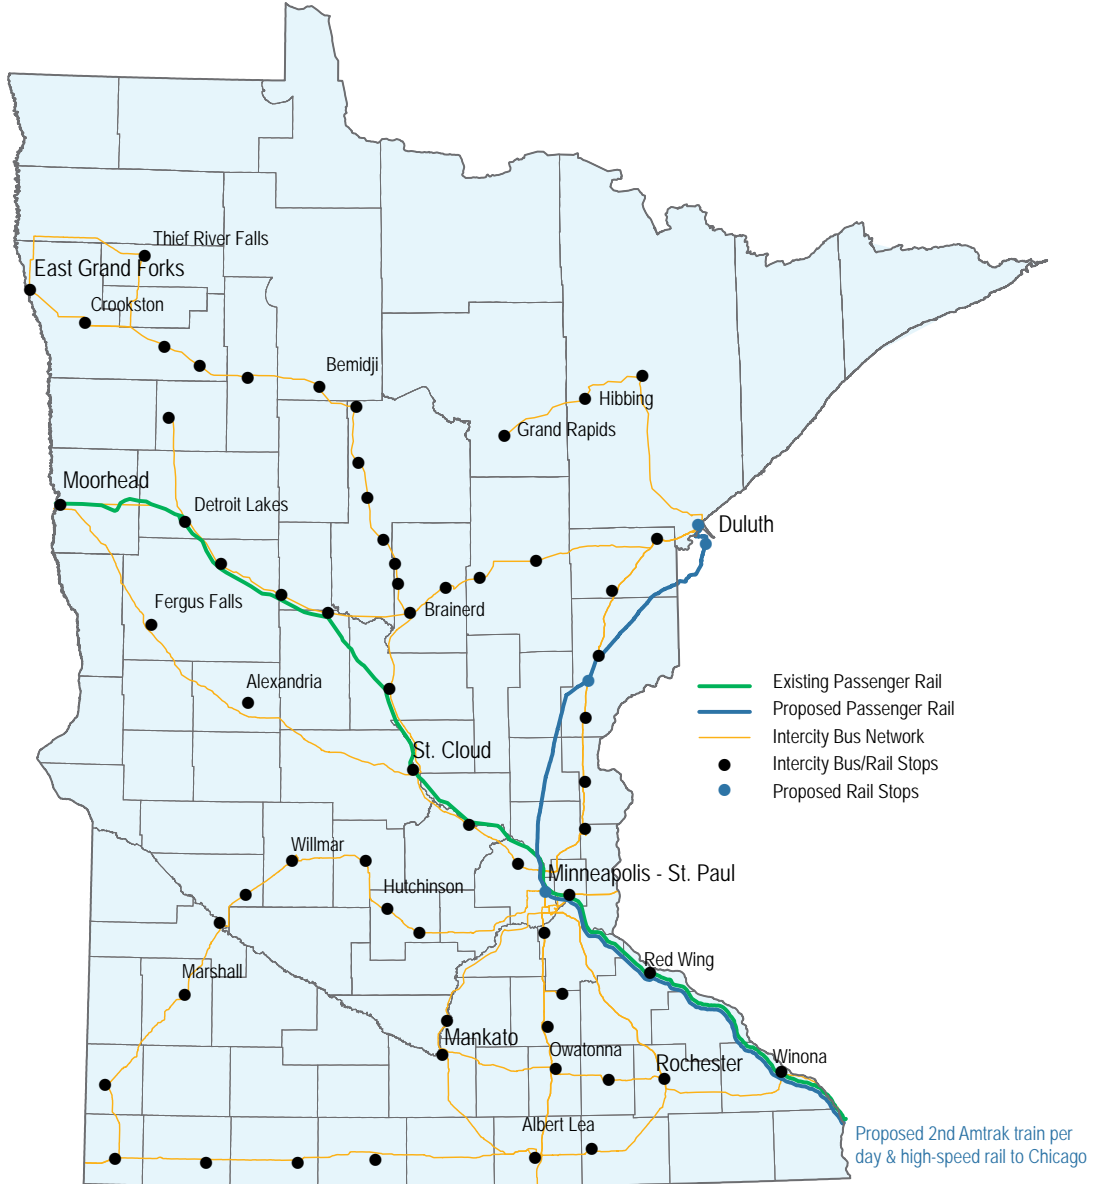 Thief River Falls
East Grand Forks
Crookston
Bemidji
Hibbing
Grand Rapids
Moorhead
Detroit Lakes
Duluth
Fergus Falls
Brainerd
Alexandria
St. Cloud
Existing Passenger Rail
Proposed Passenger Rail
Intercity Bus Network
Intercity Bus/Rail Stops
Proposed Rail Stops
Willmar
Hutchinson
Minneapolis - St. Paul
Marshall
Red Wing
Mankato
Owatonna
Rochester
Winona
Albert Lea
Proposed 2nd Amtrak train per
day & high-speed rail to Chicago